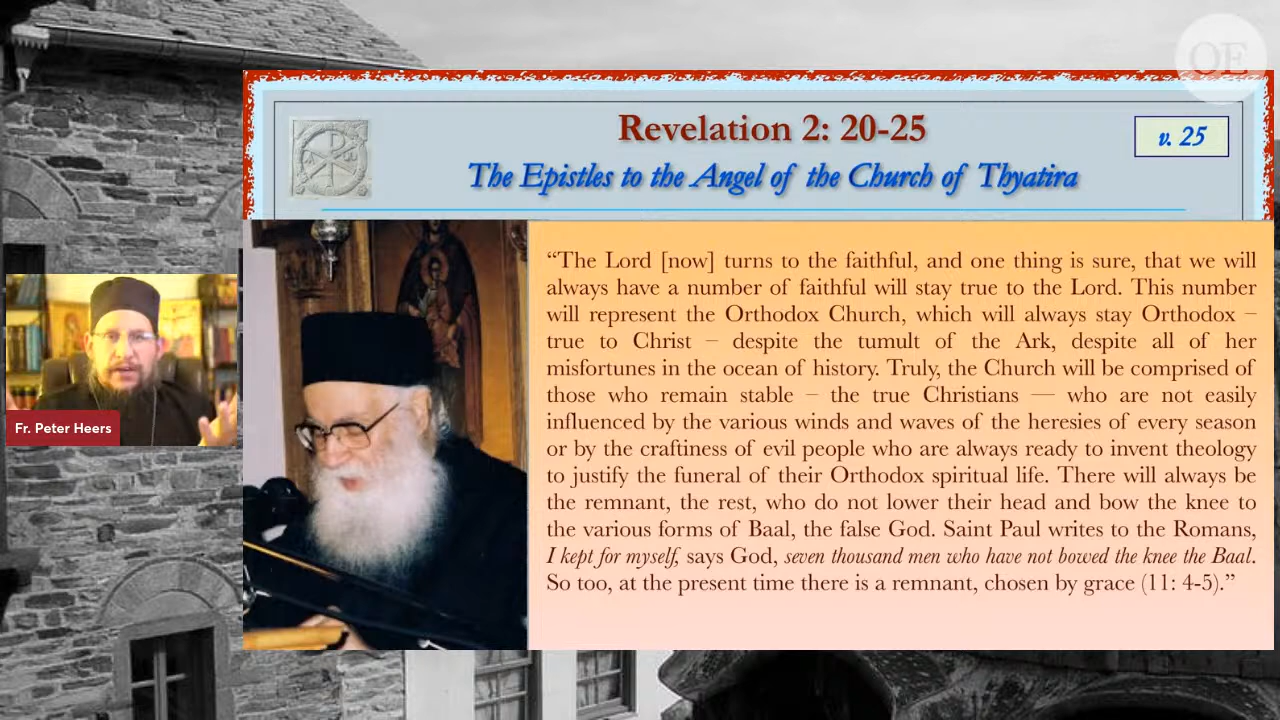 OE
Revelation 2: 20-25
v. 25
The Epistles to the Angel of the Church of Thyatira
Fr. Peter Heers
“The Lord [now] turns to the faithful, and one thing is sure, that we will
always have a number of faithful will stay true to the Lord. This number
will represent the Orthodox Church, which will always stay Orthodox –
true to Christ – despite the tumult of the Ark, despite all of her
misfortunes in the ocean of history. Truly, the Church will be comprised of
those who remain stable – the true Christians — who are not easily
influenced by the various winds and waves of the heresies of every season
or by the craftiness of evil people who are always ready to invent theology
to justify the funeral of their Orthodox spiritual life. There will always be
the remnant, the rest, who do not lower their head and bow the knee to
the various forms of Baal, the false God. Saint Paul writes to the Romans,
I kept for myself, says God, seven thousand men who have not bowed the knee the Baal.
So too, at the present time there is a remnant, chosen by grace (11: 4-5).”